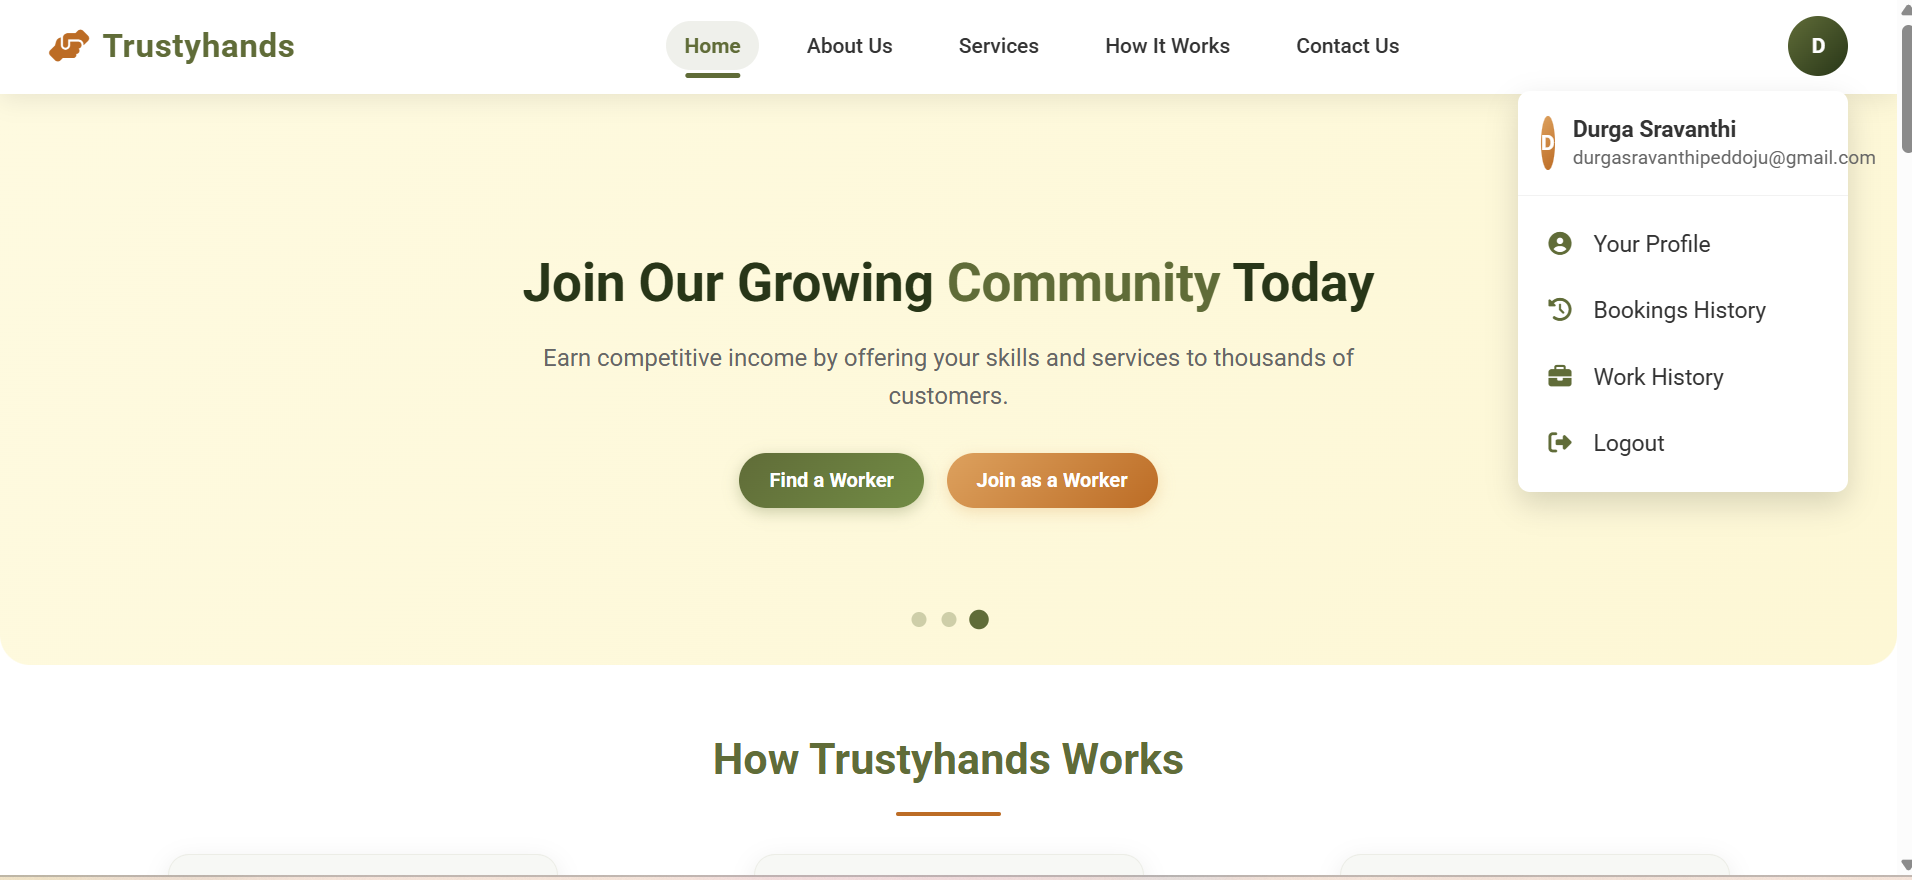 Trustyhands
Home
About Us
Services
How It Works
Contact Us
D
D
Durga Sravanthi
durgasravanthipeddoju@gmail.com
Your Profile
Bookings History
Work History
Logout
Join Our Growing Community Today
Earn competitive income by offering your skills and services to thousands of
customers.
Find a Worker
Join as a Worker
How Trustyhands Works